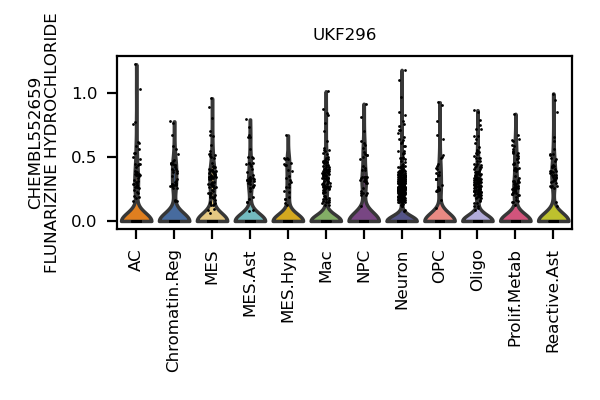 UKF296
CHEMBL552659
FLUNARIZINE HYDROCHLORIDE
1.0
0.5
0.0
AC
Chromatin.Reg
MES
MES.Ast
MES.Hyp
Mac
NPC
Neuron
OPC
Oligo
Prolif.Metab
Reactive.Ast